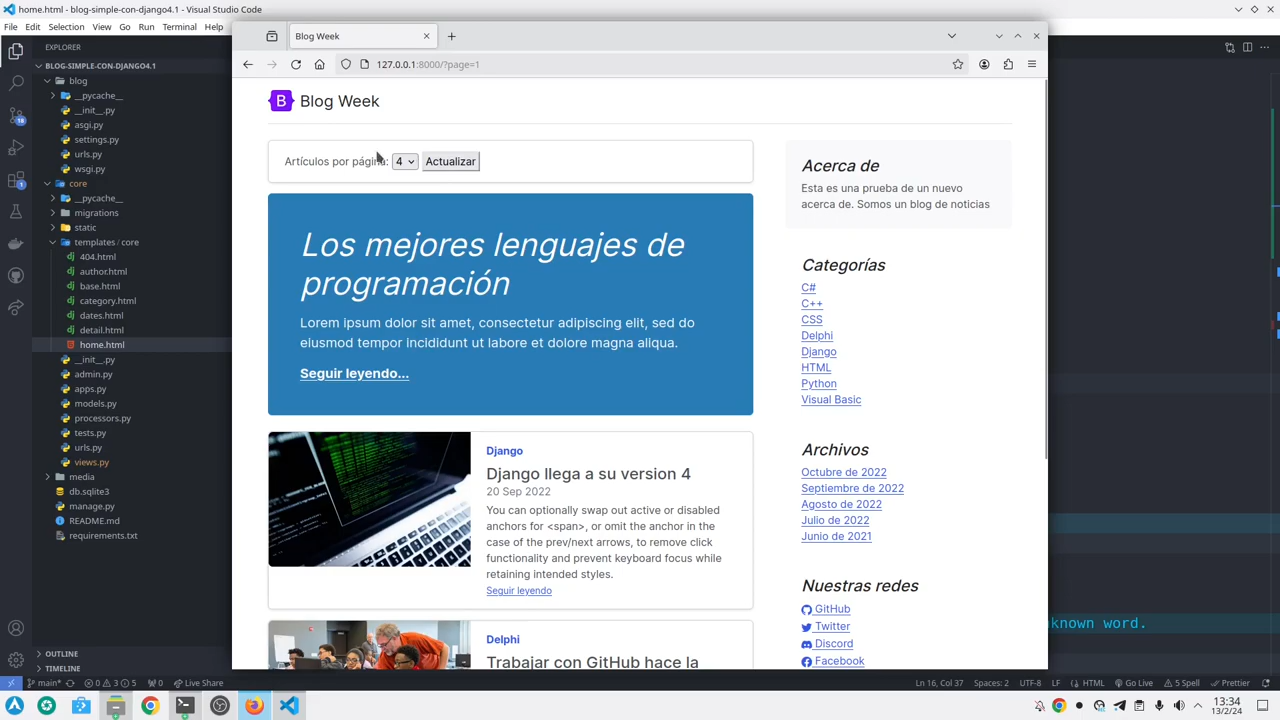 home.html - blog-simple-con-django4.1 - Visual Studio Code
File Edit Selection View Go Run Terminal Help
EXPLORER
BLOG-SIMPLE-CON-DJANGO4.1
blog
__pycache__
__init__.py
asgi.py
settings.py
urls.py
wsgi.py
core
__pycache__
migrations
static
templates / core
404.html
author.html
base.html
category.html
dates.html
detail.html
home.html
__init__.py
admin.py
apps.py
models.py
processors.py
tests.py
urls.py
views.py
media
db.sqlite3
manage.py
README.md
requirements.txt
OUTLINE
TIMELINE
18
1
Blog Week
127.0.0.1:8000/?page=1
B Blog Week
Artículos por página: 4 Actualizar
Los mejores lenguajes de
programación
Lorem ipsum dolor sit amet, consectetur adipiscing elit, sed do
eiusmod tempor incididunt ut labore et dolore magna aliqua.
Seguir leyendo...
Django
Django llega a su version 4
20 Sep 2022
You can optionally swap out active or disabled
anchors for <span>, or omit the anchor in the
case of the prev/next arrows, to remove click
functionality and prevent keyboard focus while
retaining intended styles.
Seguir leyendo
Delphi
Trabajar con GitHub hace la
Acerca de
Esta es una prueba de un nuevo
acerca de. Somos un blog de noticias
Categorías
C#
C++
CSS
Delphi
Django
HTML
Python
Visual Basic
Archivos
Octubre de 2022
Septiembre de 2022
Agosto de 2022
Julio de 2022
Junio de 2021
Nuestras redes
GitHub
Twitter
Discord
Facebook
known word.
main* 0 3 5 0 Live Share
Ln 16, Col 37 Spaces: 2 UTF-8 LF HTML Go Live 5 Spell Prettier
13:34
13/2/24